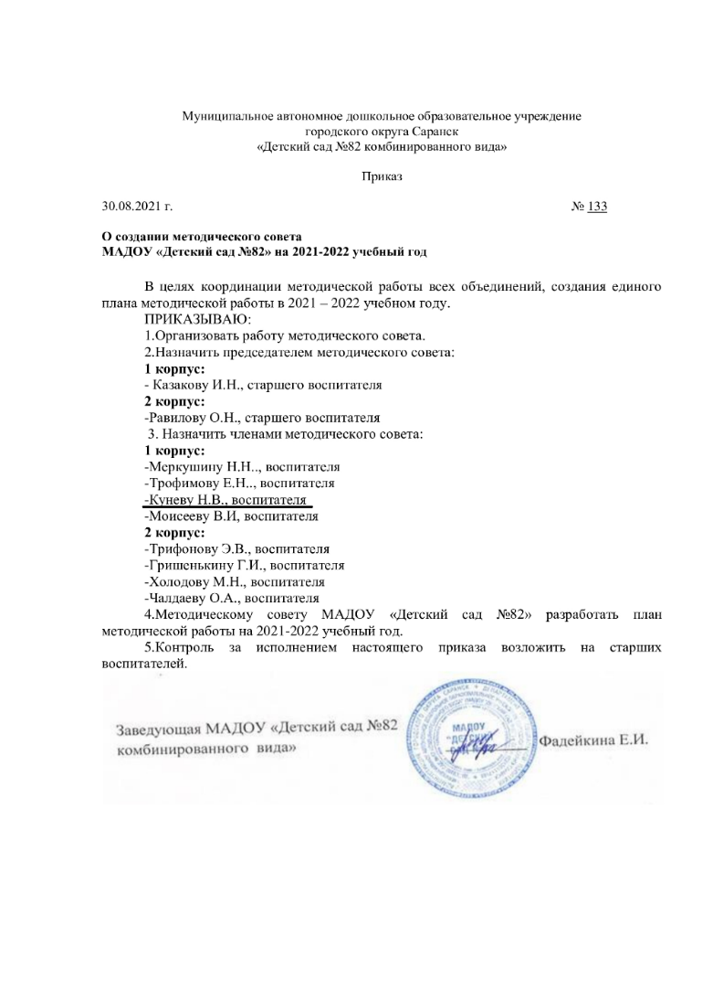 Муниципальное автономное дошкольное образовательное учреждение
городского округа Саранск
«Детский сад №82 комбинированного вида»
Приказ
30.08.2021 г. № 133
О создании методического совета
МАДОУ «Детский сад №82» на 2021-2022 учебный год
В целях координации методической работы всех объединений, создания единого
плана методической работы в 2021 – 2022 учебном году.
ПРИКАЗЫВАЮ:
1.Организовать работу методического совета.
2.Назначить председателем методического совета:
1 корпус:
- Казакову И.Н., старшего воспитателя
2 корпус:
-Равилову О.Н., старшего воспитателя
3. Назначить членами методического совета:
1 корпус:
-Меркушину Н.Н.., воспитателя
-Трофимову Е.Н.., воспитателя
-Куневу Н.В., воспитателя
-Моисееву В.И, воспитателя
2 корпус:
-Трифонову Э.В., воспитателя
-Гришенькину Г.И., воспитателя
-Холодову М.Н., воспитателя
-Чалдаеву О.А., воспитателя
4.Методическому совету МАДОУ «Детский сад №82» разработать план
методической работы на 2021-2022 учебный год.
5.Контроль за исполнением настоящего приказа возложить на старших
воспитателей.
Заведующая МАДОУ «Детский сад №82
комбинированного вида»
МАДОУ
"ДЕТСКИЙ
Фадейкина Е.И.